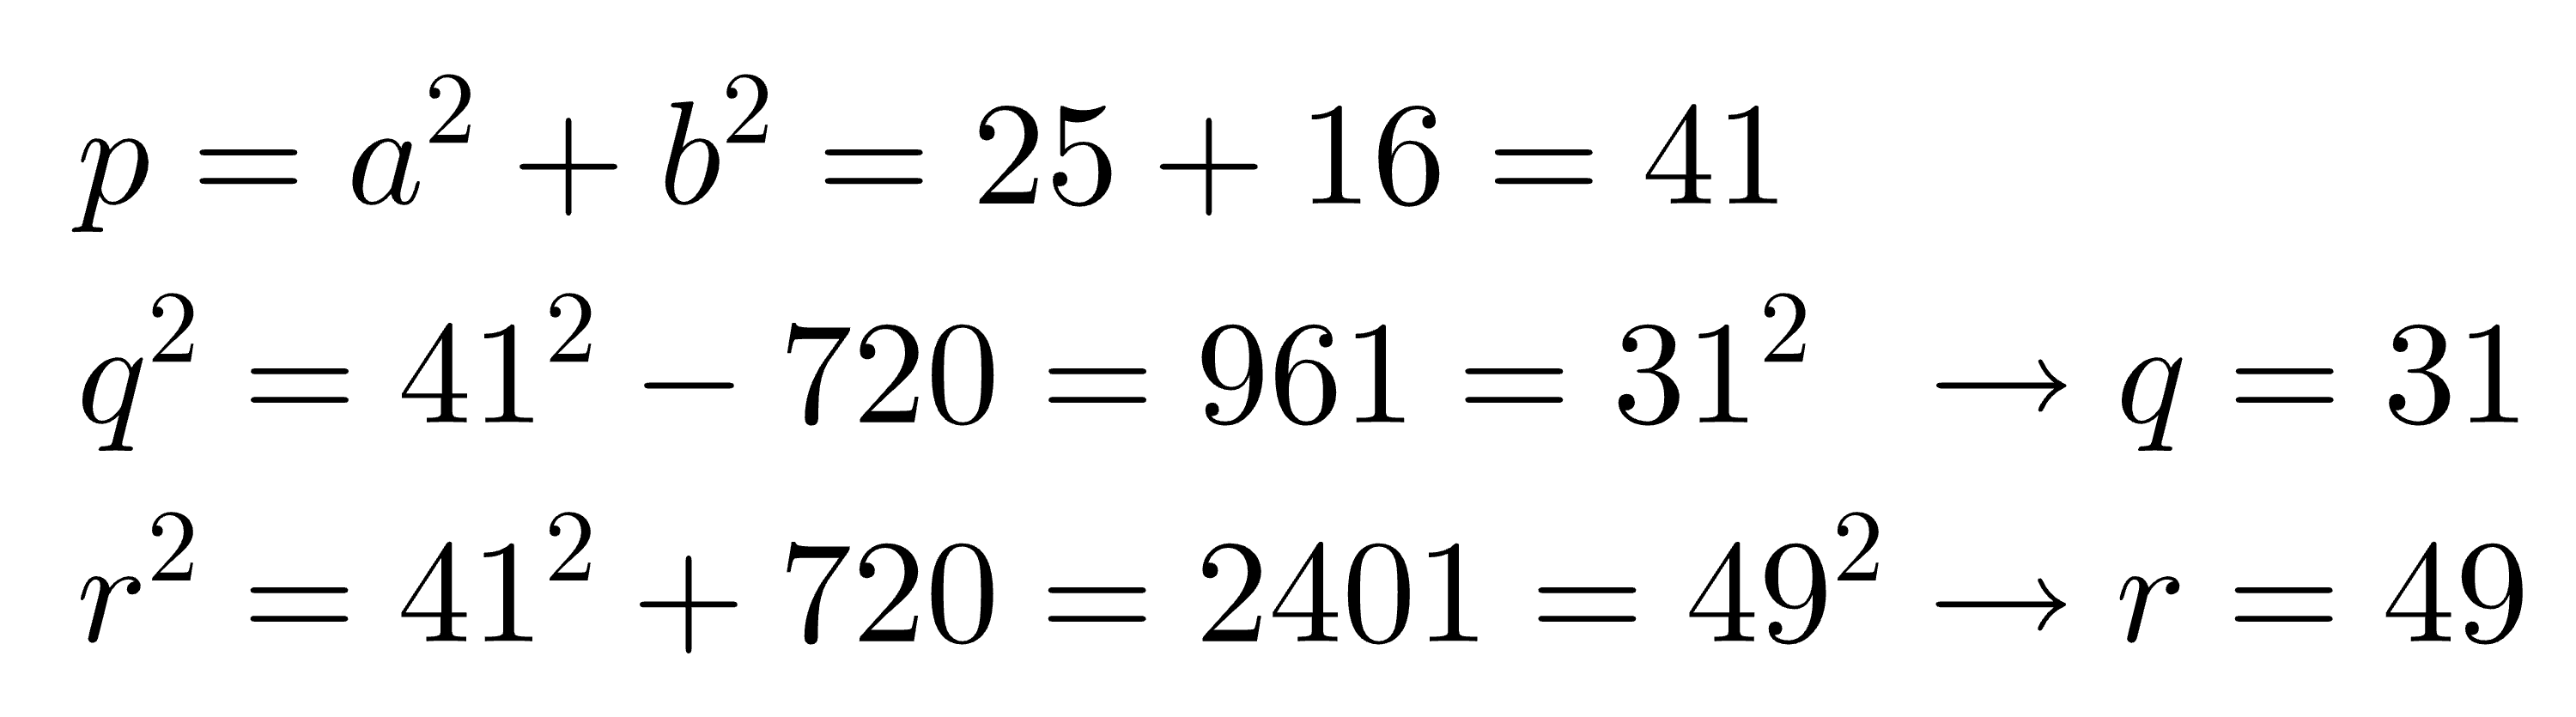 p = a² + b² = 25 + 16 = 41
q² = 41² − 720 = 961 = 31² → q = 31
r² = 41² + 720 = 2401 = 49² → r = 49